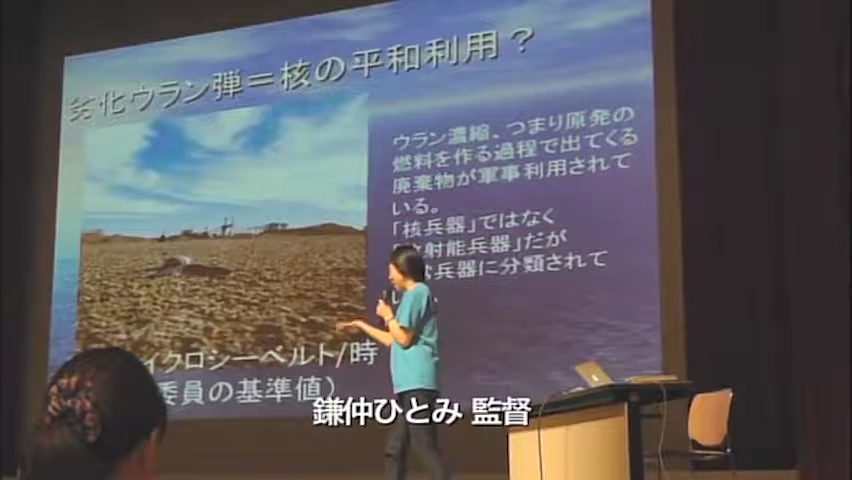 劣化ウラン弾＝核の平和利用？
ウラン濃縮、つまり原発の
燃料を作る過程で出てくる
廃棄物が軍事利用されて
いる。
「核兵器」ではなく
射能兵器」だが
兵器に分類されて
イクロシーベルト/時
委員の基準値）
鎌仲ひとみ 監督